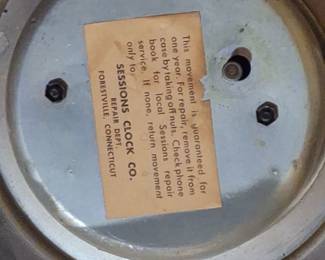 This movement is guaranteed for
one year. For repair, remove it from
case by taking off nuts. Check phone
book for local Sessions repair
service. If none, return movement
only to:
SESSIONS CLOCK CO.
REPAIR DEPT.
FORESTVILLE, CONNECTICUT